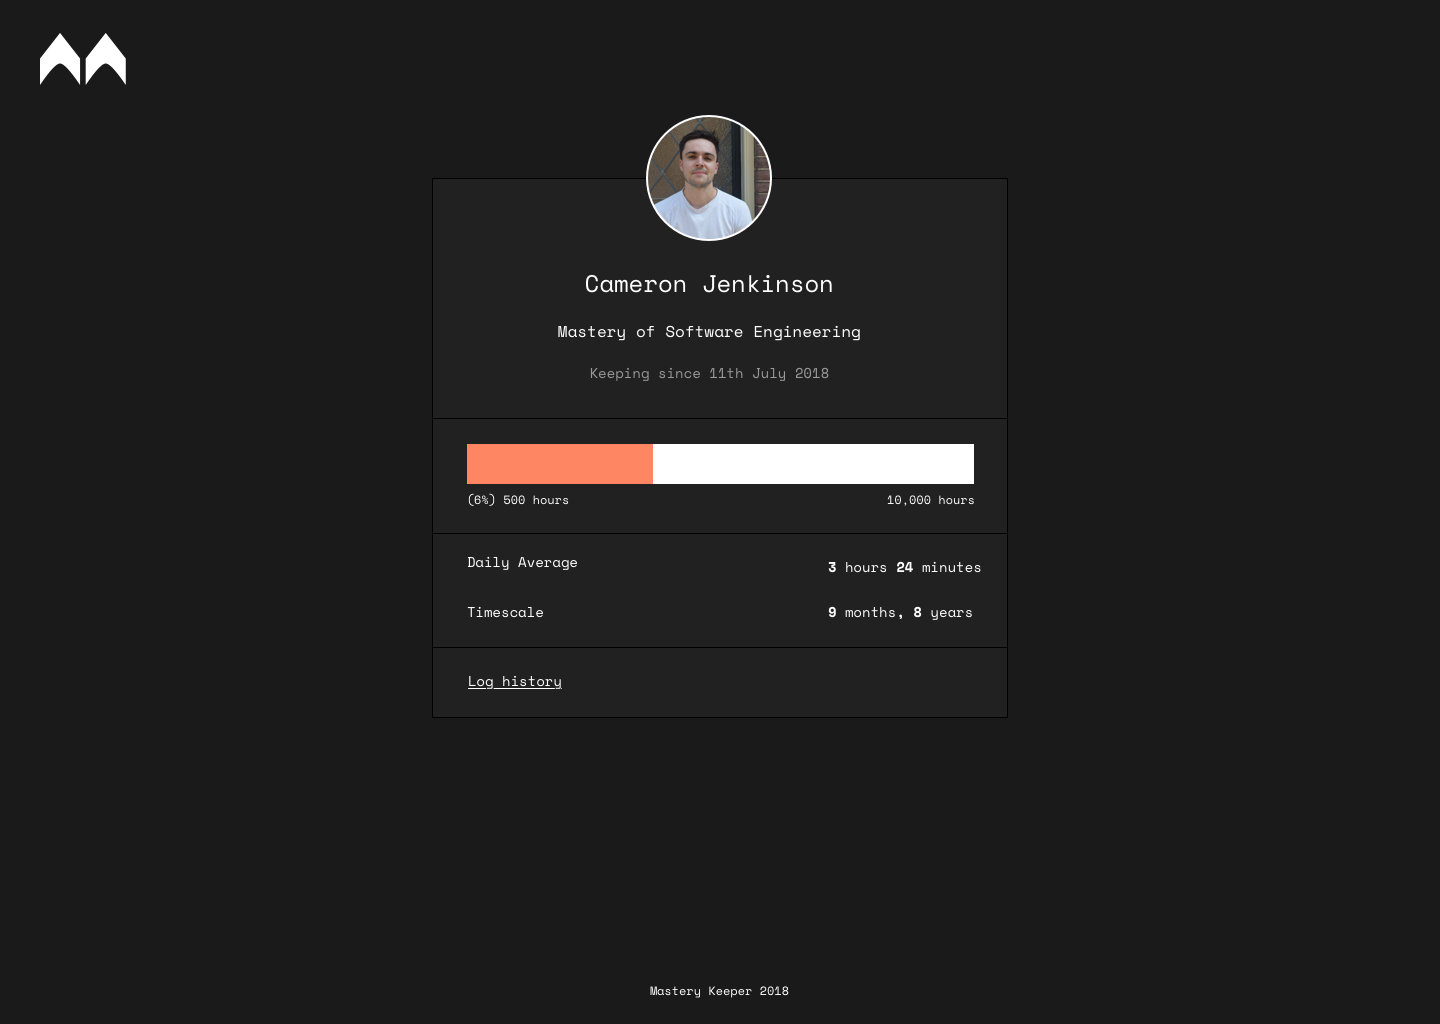 Cameron Jenkinson
Mastery of Software Engineering
Keeping since 11th July 2018
(6%) 500 hours 10,000 hours
Daily Average 3 hours 24 minutes
Timescale 9 months, 8 years
Log history
Mastery Keeper 2018